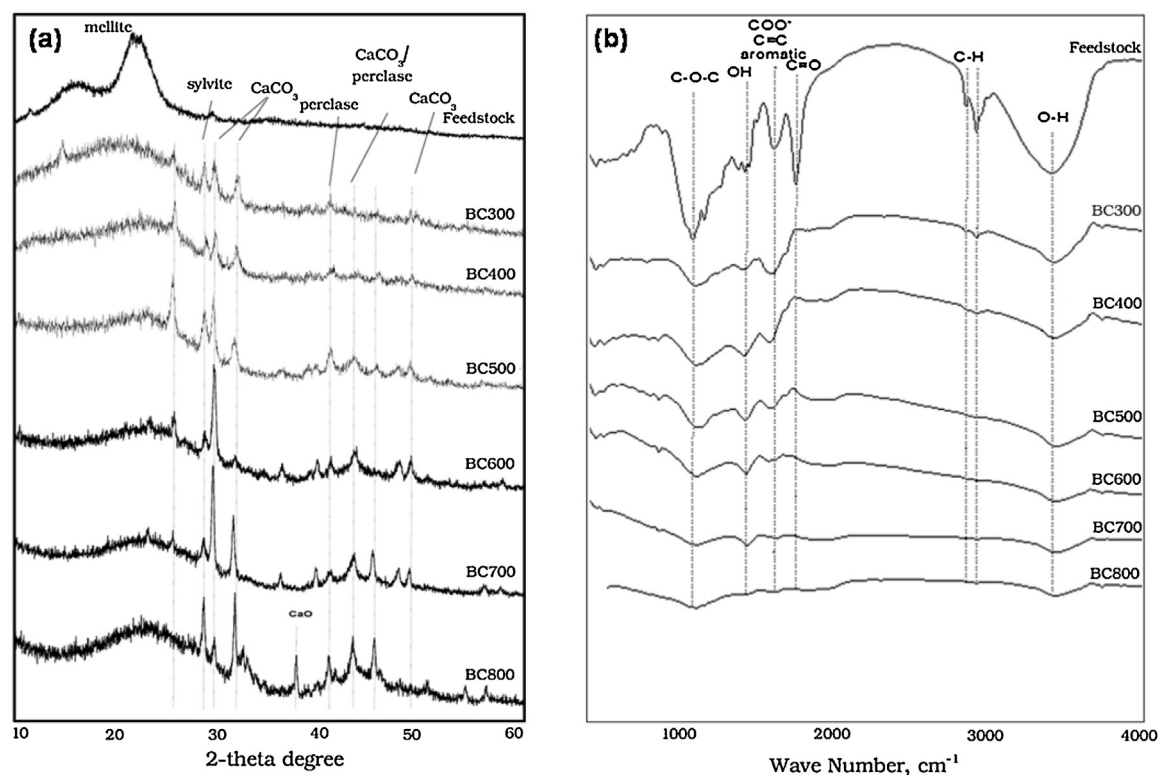 (a)
mellite
sylvite
CaCO3
perclase
CaCO3/
perclase
CaCO3
Feedstock
BC300
BC400
BC500
BC600
BC700
CaO
BC800
10 20 30 40 50 60
2-theta degree
(b)
C-O-C
OH
COO-
C=C
aromatic
C=O
C-H
O-H
Feedstock
BC300
BC400
BC500
BC600
BC700
BC800
1000 2000 3000 4000
Wave Number, cm-1